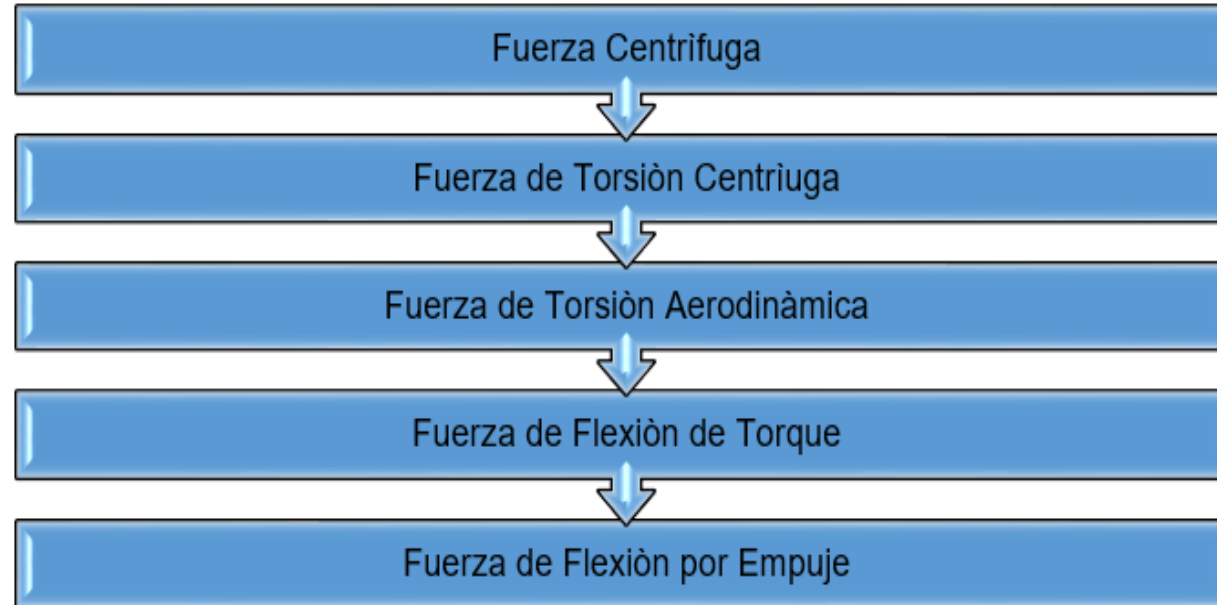 Fuerza Centrìfuga
Fuerza de Torsiòn Centrìuga
Fuerza de Torsiòn Aerodinàmica
Fuerza de Flexiòn de Torque
Fuerza de Flexiòn por Empuje